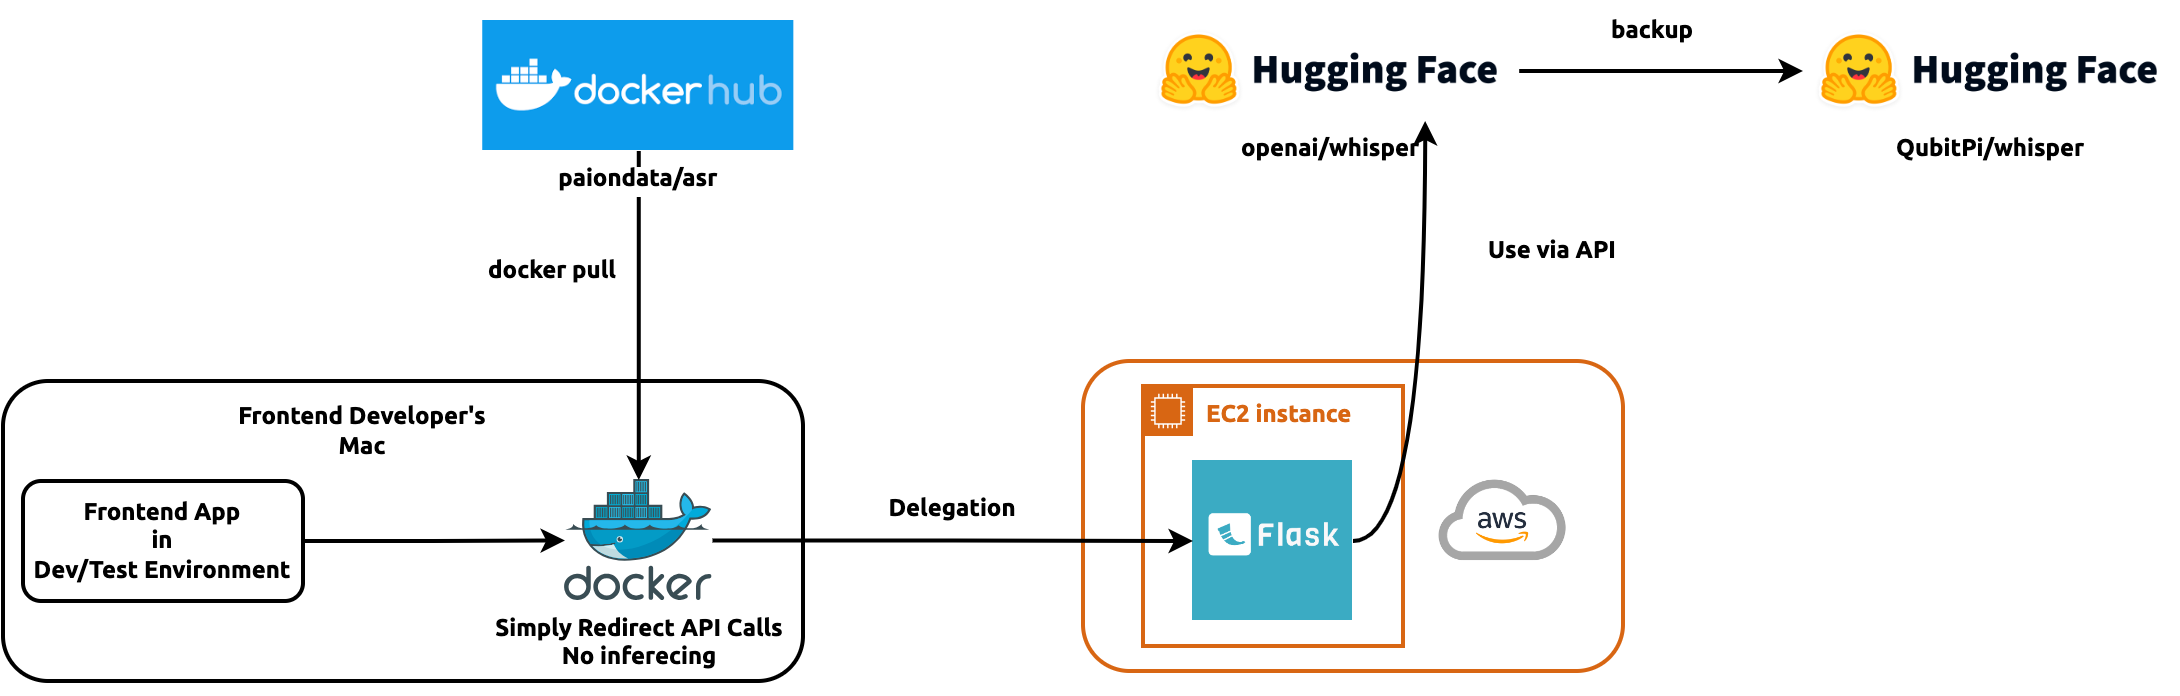 docker hub
paiondata/asr
docker pull
Hugging Face
openai/whisper
backup
Hugging Face
QubitPi/whisper
Use via API
Frontend Developer's
Mac
Frontend App
in
Dev/Test Environment
docker
Simply Redirect API Calls
No inferecing
Delegation
EC2 instance
Flask
aws